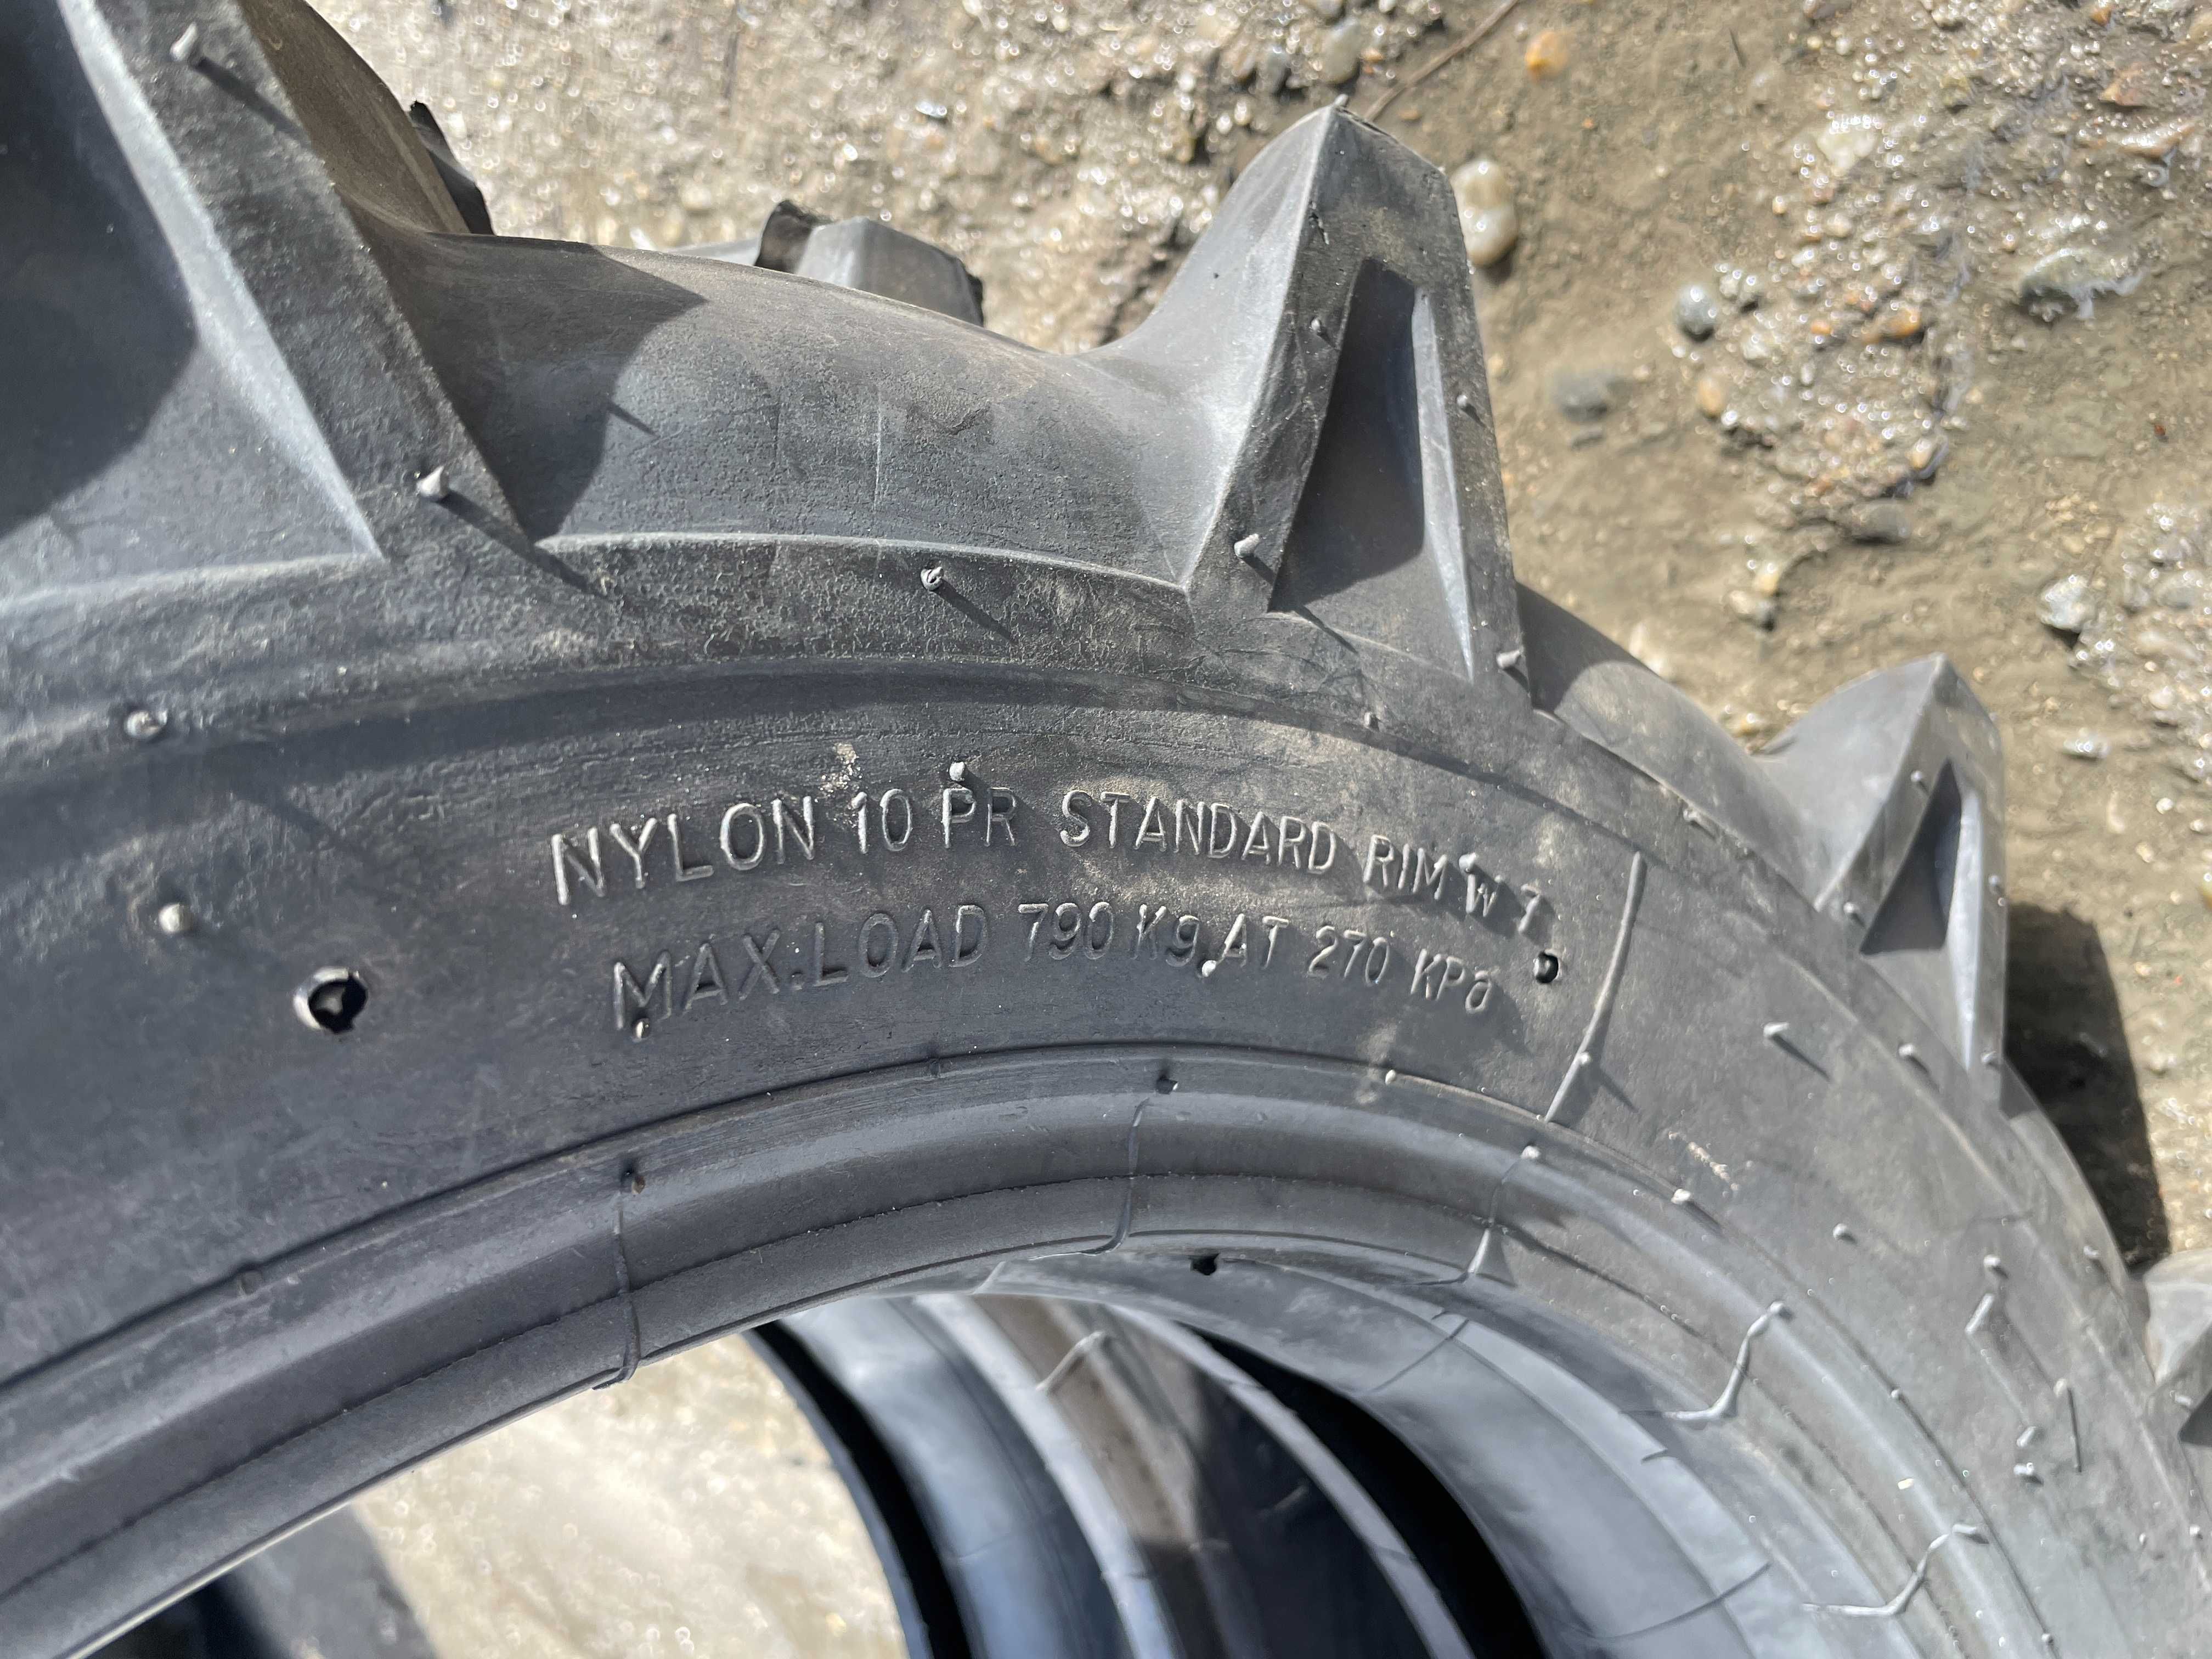 NYLON 10 PR STANDARD RIM W 7
MAX.LOAD 790 Kg AT 270 KPa